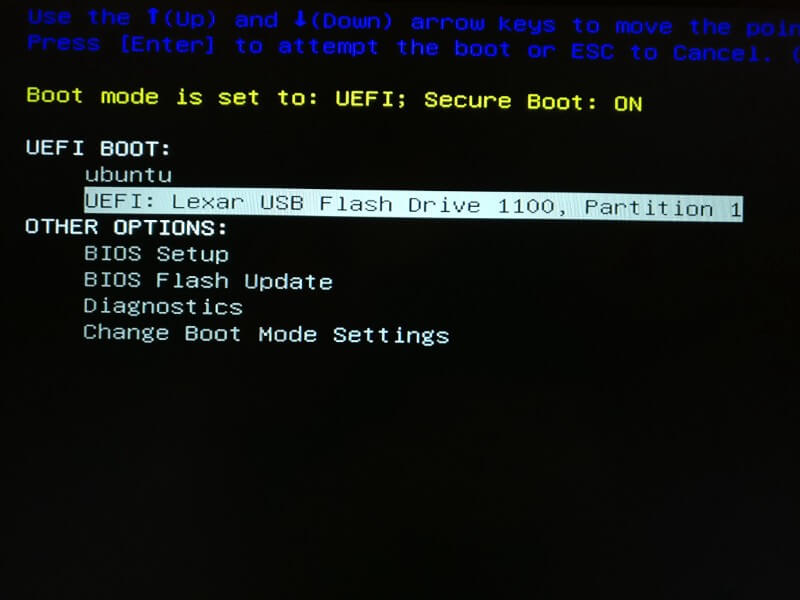 Use the ↑(Up) and ↓(Down) arrow keys to move the
Press [Enter] to attempt the boot or ESC to Cancel. (
Boot mode is set to: UEFI; Secure Boot: ON
UEFI BOOT:
ubuntu
UEFI: Lexar USB Flash Drive 1100, Partition 1
OTHER OPTIONS:
BIOS Setup
BIOS Flash Update
Diagnostics
Change Boot Mode Settings